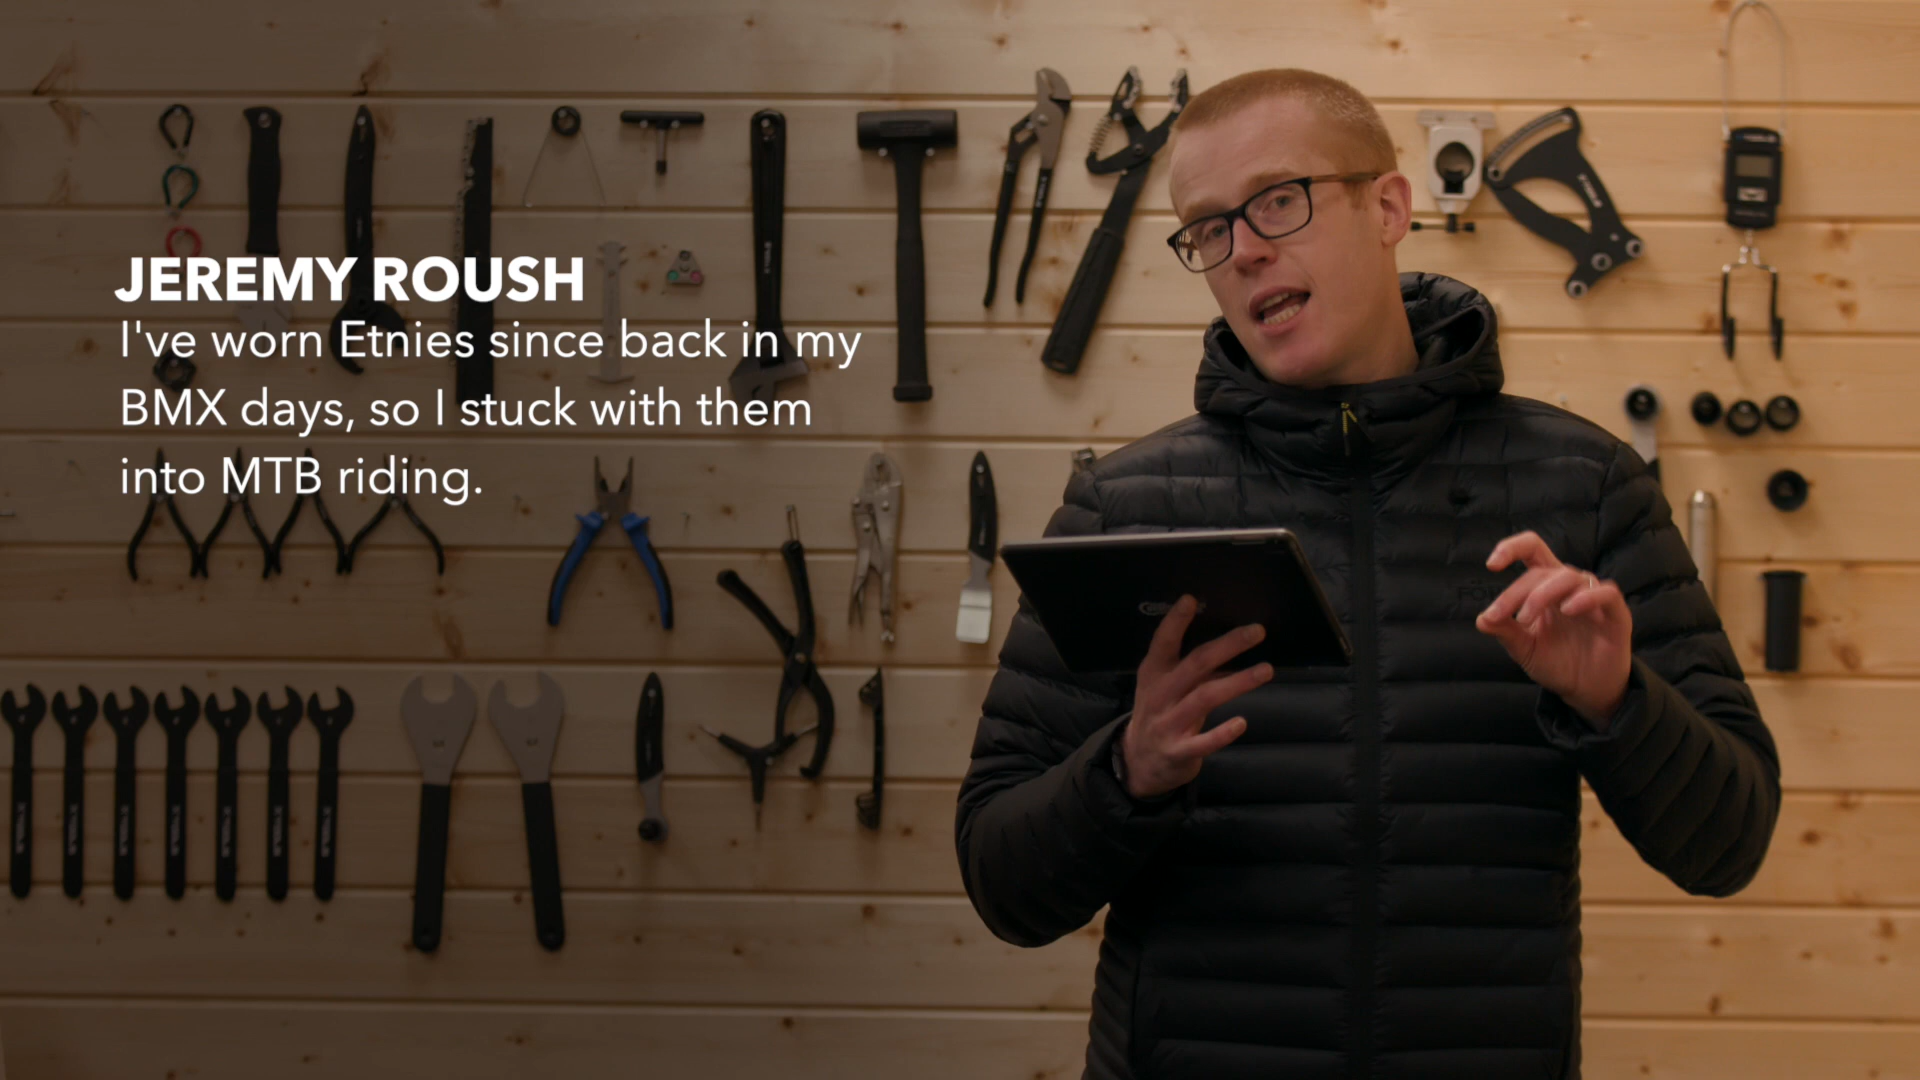 JEREMY ROUSH
I've worn Etnies since back in my
BMX days, so I stuck with them
into MTB riding.